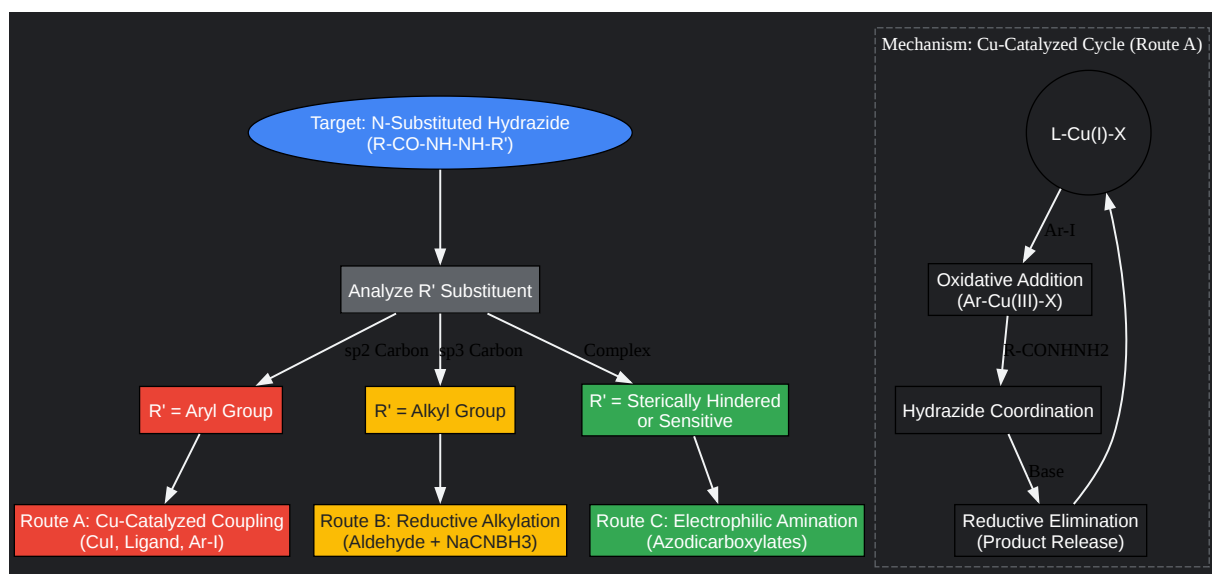 Mechanism: Cu-Catalyzed Cycle (Route A)
Target: N-Substituted Hydrazide
(R-CO-NH-NH-R')
Analyze R' Substituent
sp2 Carbon
sp3 Carbon
Complex
R' = Aryl Group
R' = Alkyl Group
R' = Sterically Hindered
or Sensitive
Route A: Cu-Catalyzed Coupling
(CuI, Ligand, Ar-I)
Route B: Reductive Alkylation
(Aldehyde + NaCNBH3)
Route C: Electrophilic Amination
(Azodicarboxylates)
L-Cu(I)-X
Ar-I
Oxidative Addition
(Ar-Cu(III)-X)
R-CONHNH2
Hydrazide Coordination
Base
Reductive Elimination
(Product Release)